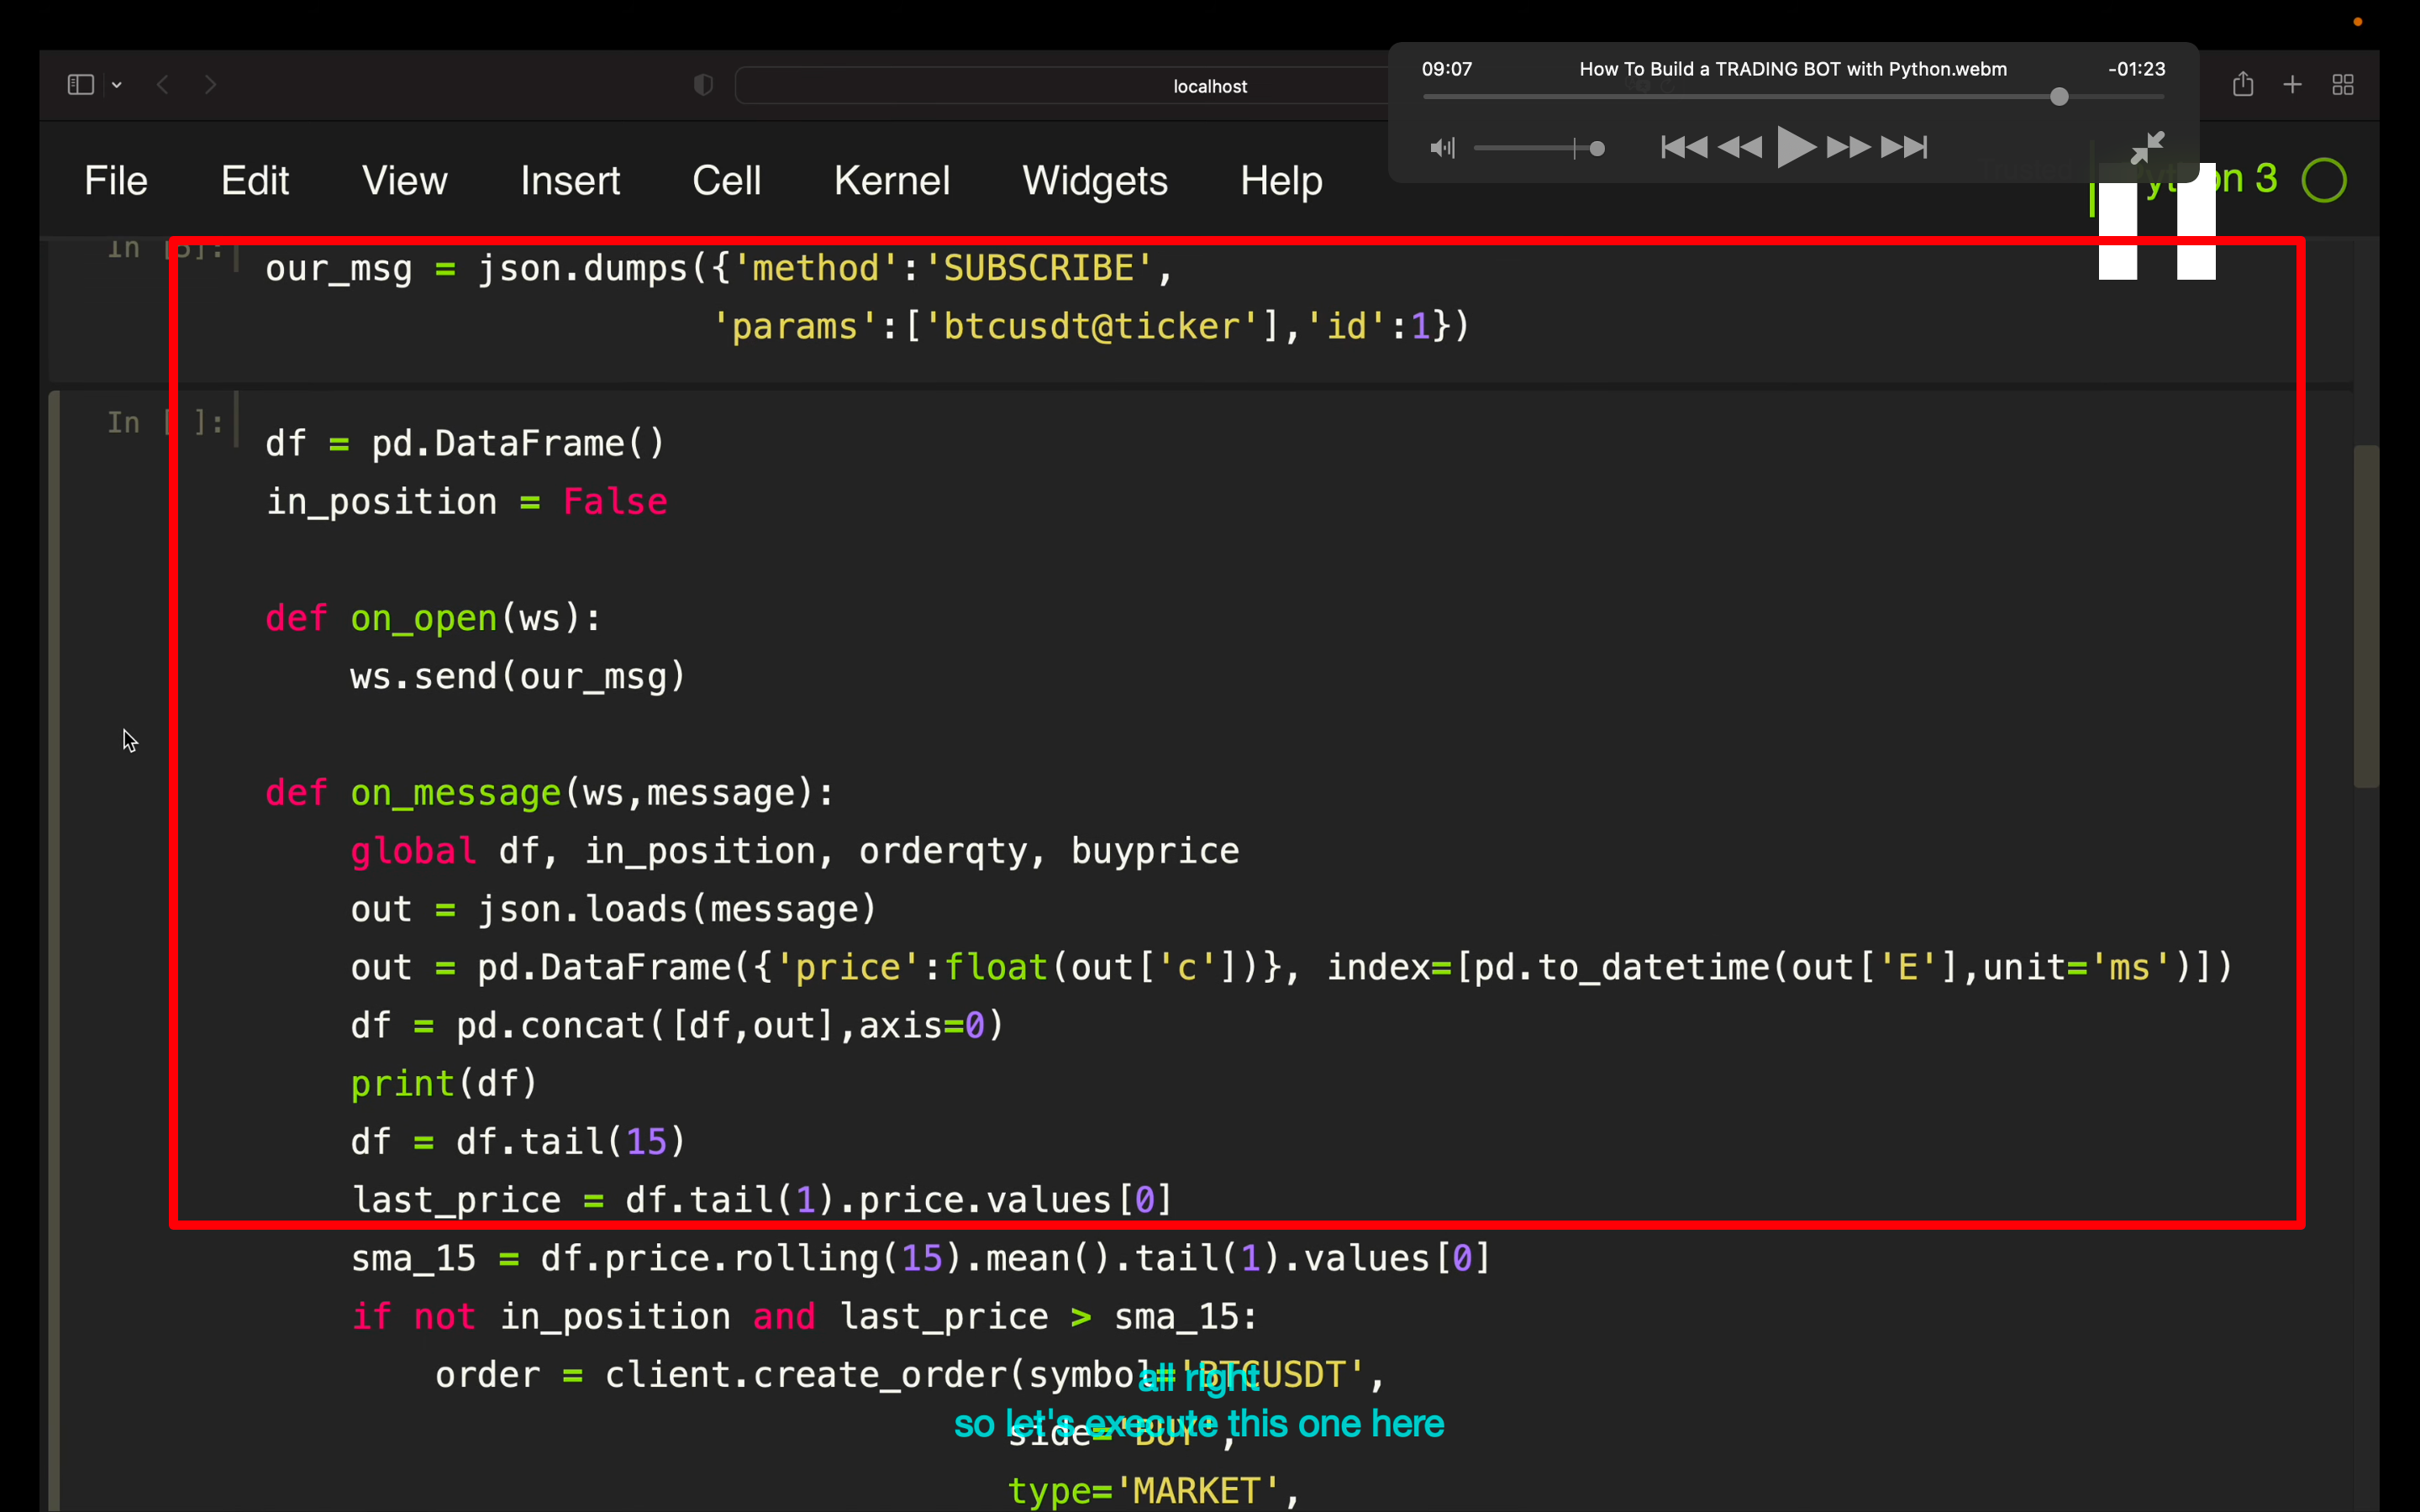 09:07 How To Build a TRADING BOT with Python.webm -01:23
localhost
File Edit View Insert Cell Kernel Widgets Help
our_msg = json.dumps({'method':'SUBSCRIBE',
'params':['btcusdt@ticker'],'id':1})
In [ ]:
df = pd.DataFrame()
in_position = False
def on_open(ws):
ws.send(our_msg)
def on_message(ws,message):
global df, in_position, orderqty, buyprice
out = json.loads(message)
out = pd.DataFrame({'price':float(out['c'])}, index=[pd.to_datetime(out['E'],unit='ms')])
df = pd.concat([df,out],axis=0)
print(df)
df = df.tail(15)
last_price = df.tail(1).price.values[0]
sma_15 = df.price.rolling(15).mean().tail(1).values[0]
if not in_position and last_price > sma_15:
order = client.create_order(symbol='BTCUSDT',
all right
side='BUY',
so let's execute this one here
type='MARKET',